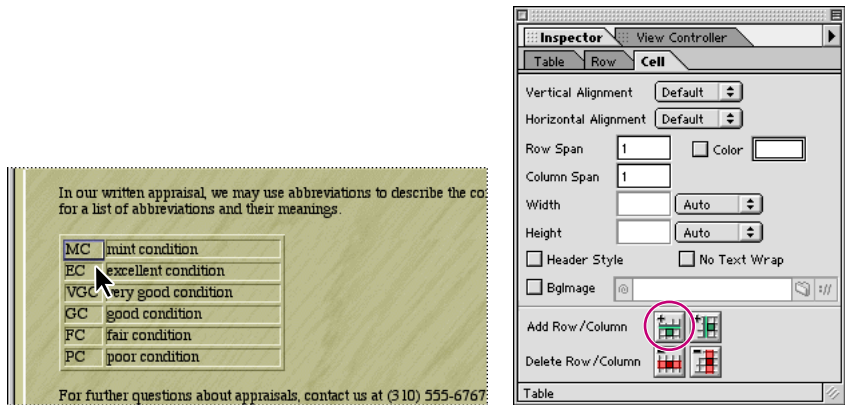 In our written appraisal, we may use abbreviations to describe the co
for a list of abbreviations and their meanings.
MC mint condition
EC excellent condition
VGC very good condition
GC good condition
FC fair condition
PC poor condition
For further questions about appraisals, contact us at (310) 555-6767
Inspector View Controller
Table Row Cell
Vertical Alignment Default
Horizontal Alignment Default
Row Span 1 Color
Column Span 1
Width Auto
Height Auto
Header Style No Text Wrap
BgImage
Add Row/Column
Delete Row/Column
Table